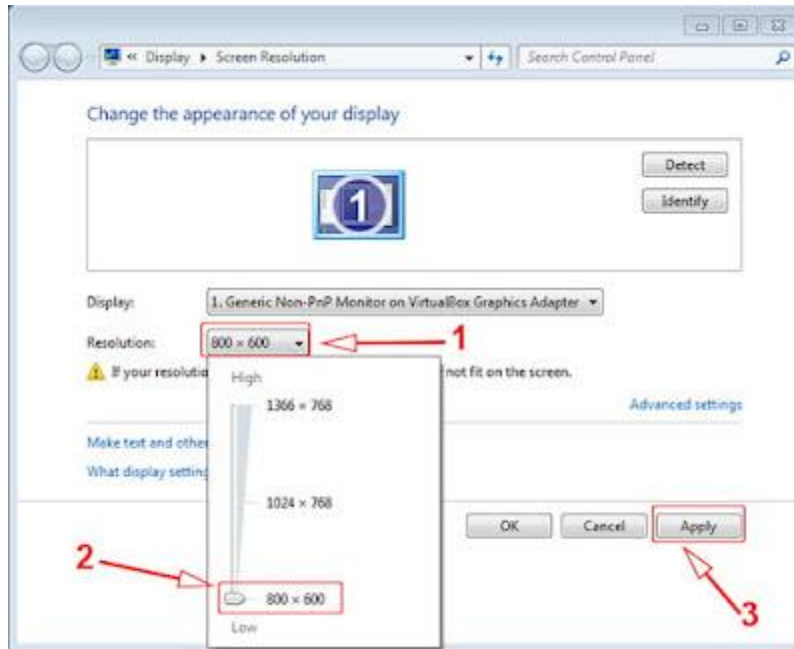 « Display ▸ Screen Resolution
Search Control Panel
Change the appearance of your display
1
Detect
Identify
Display: 1. Generic Non-PnP Monitor on VirtualBox Graphics Adapter
Resolution: 800 × 600
1
If your resolutio not fit on the screen.
High
1366 × 768
Advanced settings
Make text and other
What display setting
1024 × 768
OK Cancel Apply
2
800 × 600
3
Low